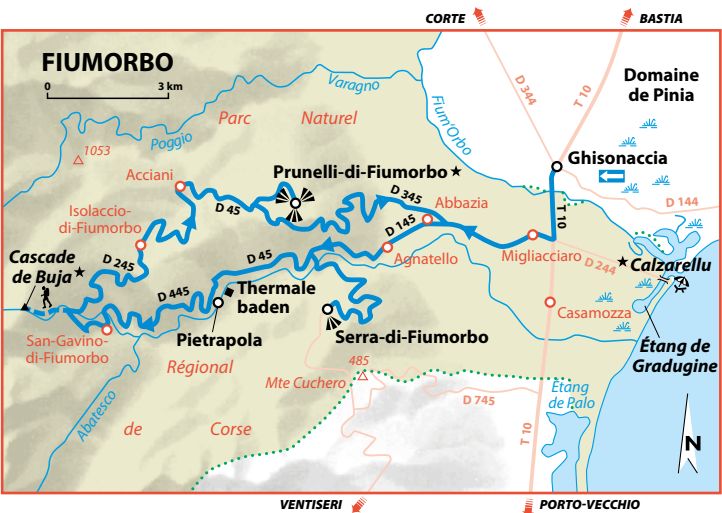 CORTE
BASTIA
FIUMORBO
0
3 km
Varagno
D 344
T 10
Domaine
de Pinia
Parc
Naturel
Fium'Orbo
Poggio
1053
Ghisonaccia
Acciani
Prunelli-di-Fiumorbo
D 45
D 345
Abbazia
T 10
D 144
Isolaccio-
di-Fiumorbo
D 145
Cascade
de Buja
D 245
D 45
Agnatello
Migliacciaro
D 244
Calzarellu
D 445
Thermale
baden
Casamozza
San-Gavino-
di-Fiumorbo
Pietrapola
Serra-di-Fiumorbo
Étang de
Gradugine
Régional
485
Mte Cuchero
Abatesco
D 745
Étang
de Palo
de
Corse
T 10
N
VENTISERI
PORTO-VECCHIO